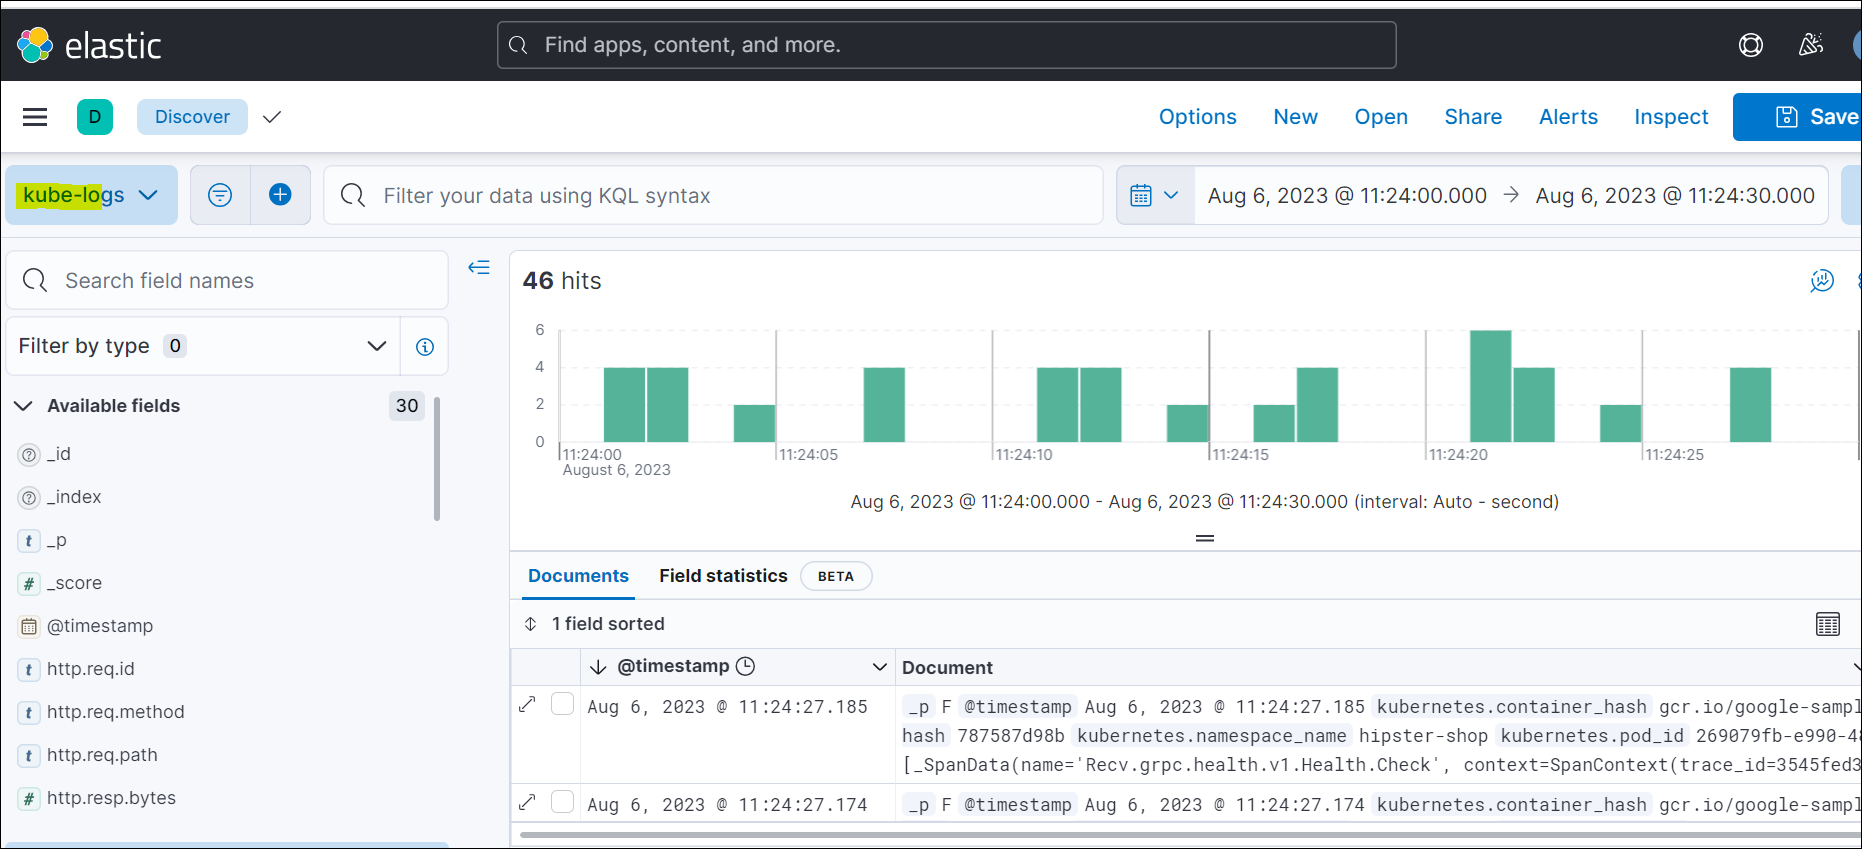 elastic
Find apps, content, and more.
D
Discover
Options New Open Share Alerts Inspect Save
kube-logs
Filter your data using KQL syntax
Aug 6, 2023 @ 11:24:00.000 → Aug 6, 2023 @ 11:24:30.000
Search field names
Filter by type 0
Available fields 30
_id
_index
t _p
# _score
@timestamp
t http.req.id
t http.req.method
t http.req.path
# http.resp.bytes
46 hits
6
4
2
0
11:24:00 11:24:05 11:24:10 11:24:15 11:24:20 11:24:25
August 6, 2023
Aug 6, 2023 @ 11:24:00.000 - Aug 6, 2023 @ 11:24:30.000 (interval: Auto - second)
Documents Field statistics BETA
1 field sorted
@timestamp Document
Aug 6, 2023 @ 11:24:27.185 _p F @timestamp Aug 6, 2023 @ 11:24:27.185 kubernetes.container_hash gcr.io/google-sampl
hash 787587d98b kubernetes.namespace_name hipster-shop kubernetes.pod_id 269079fb-e990-48
[_SpanData(name='Recv.grpc.health.v1.Health.Check', context=SpanContext(trace_id=3545fed3
Aug 6, 2023 @ 11:24:27.174 _p F @timestamp Aug 6, 2023 @ 11:24:27.174 kubernetes.container_hash gcr.io/google-sampl